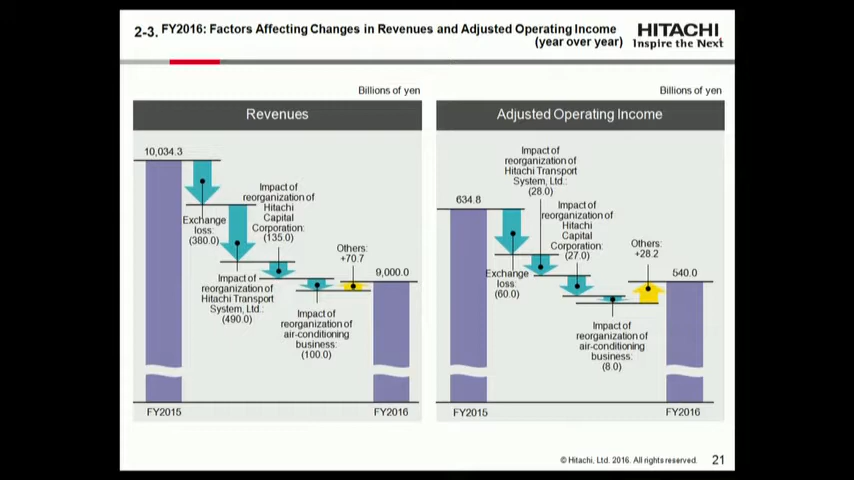 2-3. FY2016: Factors Affecting Changes in Revenues and Adjusted Operating Income
(year over year)
HITACHI
Inspire the Next
Billions of yen
Revenues
10,034.3
Exchange
loss:
(380.0)
Impact of
reorganization of
Hitachi Transport
System, Ltd.:
(490.0)
Impact of
reorganization of
Hitachi
Capital
Corporation:
(135.0)
Impact of
reorganization of
air-conditioning
business:
(100.0)
Others:
+70.7
9,000.0
FY2015
FY2016
Billions of yen
Adjusted Operating Income
634.8
Exchange
loss:
(60.0)
Impact of
reorganization of
Hitachi Transport
System, Ltd.:
(28.0)
Impact of
reorganization of
Hitachi
Capital
Corporation:
(27.0)
Impact of
reorganization of
air-conditioning
business:
(8.0)
Others:
+28.2
540.0
FY2015
FY2016
© Hitachi, Ltd. 2016. All rights reserved.
21